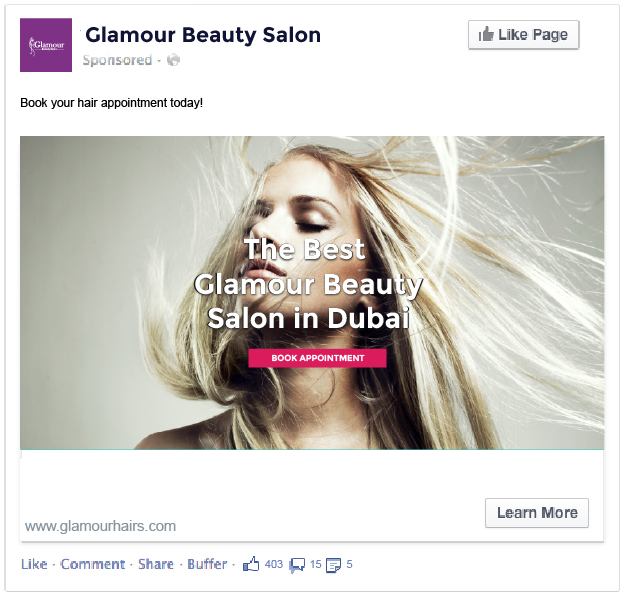 Glamour
Glamour Beauty Salon
Like Page
Sponsored ·
Book your hair appointment today!
The Best
Glamour Beauty
Salon in Dubai
BOOK APPOINTMENT
www.glamourhairs.com
Learn More
Like · Comment · Share · Buffer · 403 15 5